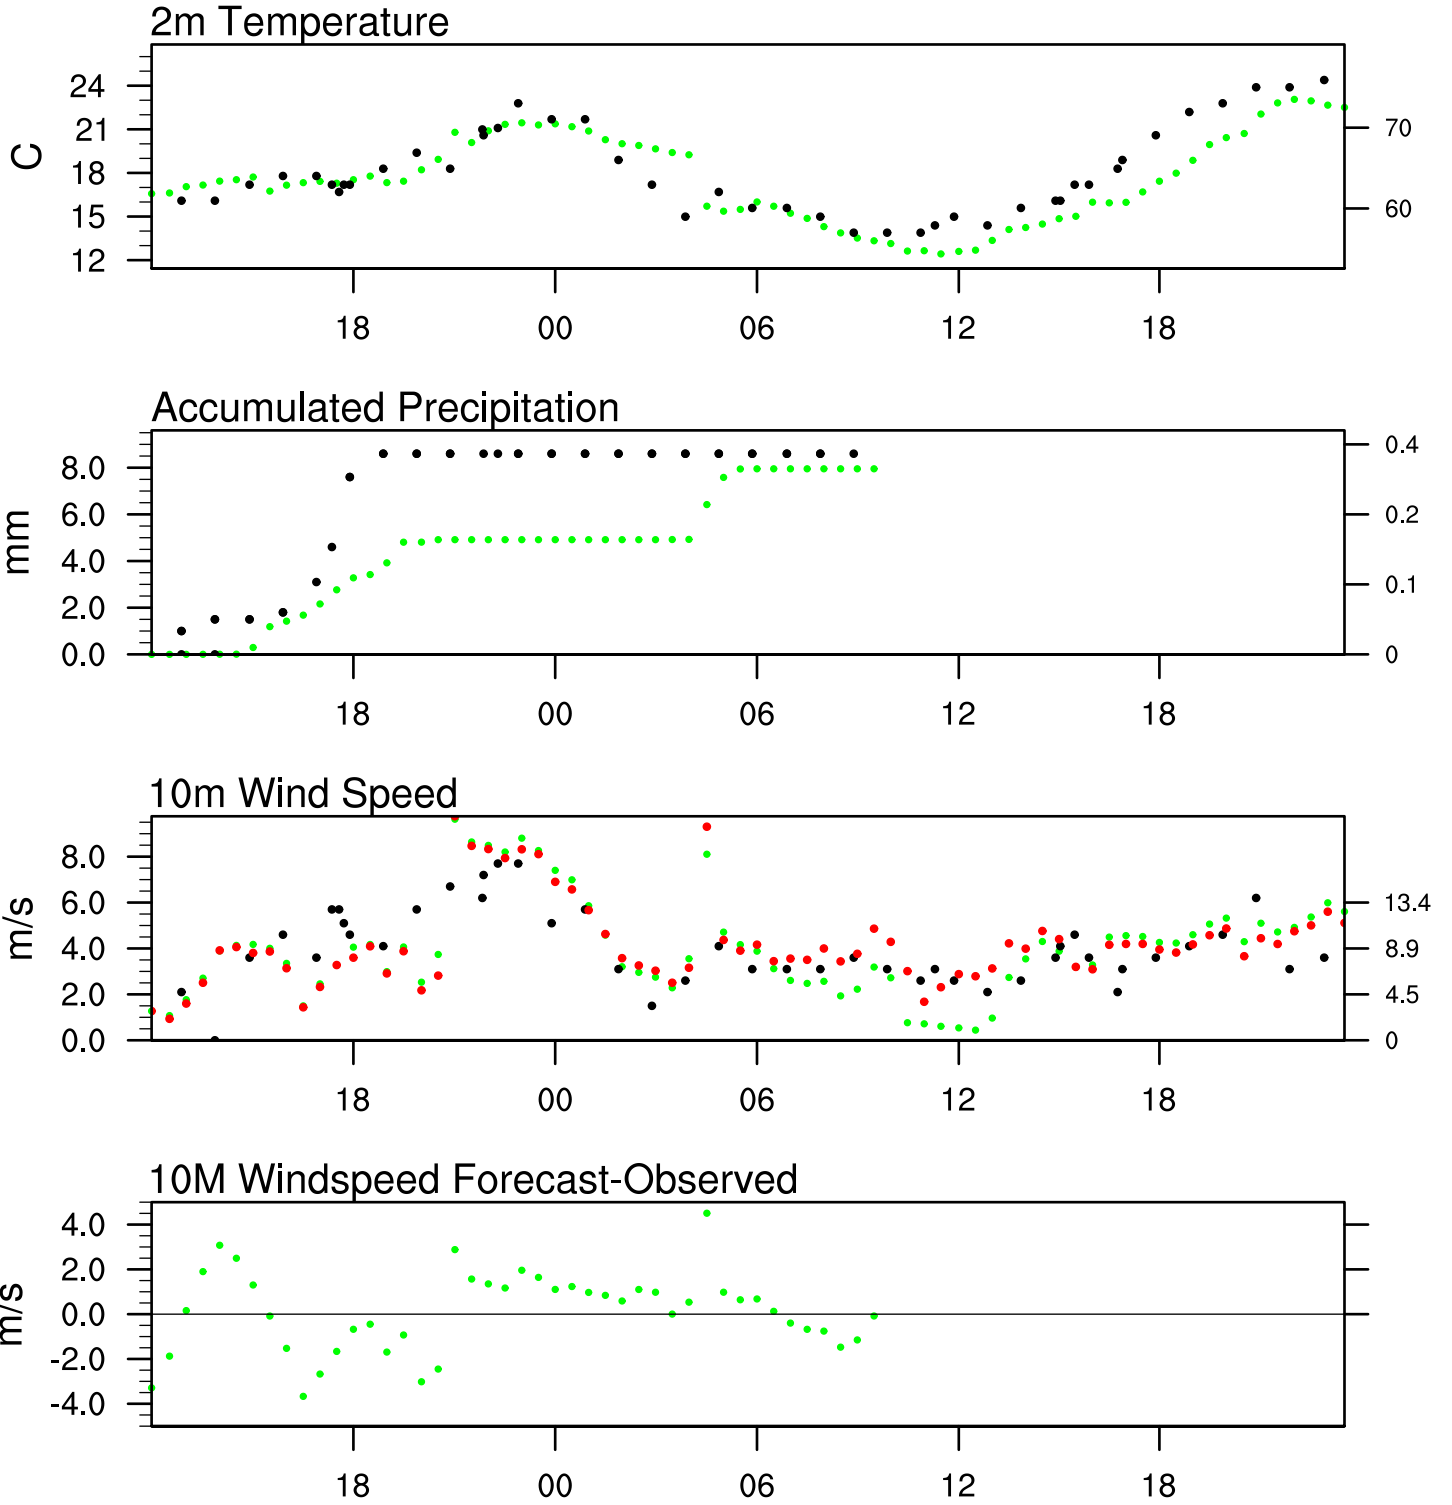 2m Temperature
24
21
18
15
12
C
70
60
18 00 06 12 18
Accumulated Precipitation
8.0
6.0
4.0
2.0
0.0
mm
0.4
0.2
0.1
0
18 00 06 12 18
10m Wind Speed
8.0
6.0
4.0
2.0
0.0
m/s
13.4
8.9
4.5
0
18 00 06 12 18
10M Windspeed Forecast-Observed
4.0
2.0
0.0
-2.0
-4.0
m/s
18 00 06 12 18